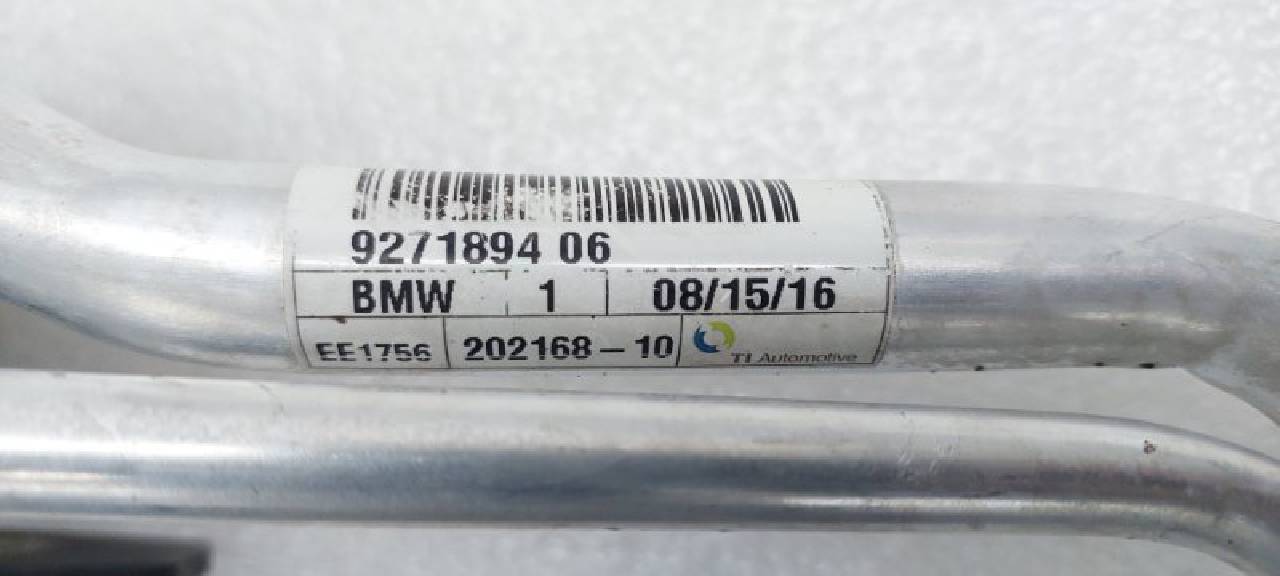 9271894 06
BMW 1 08/15/16
EE1756 202168-10 TI Automotive